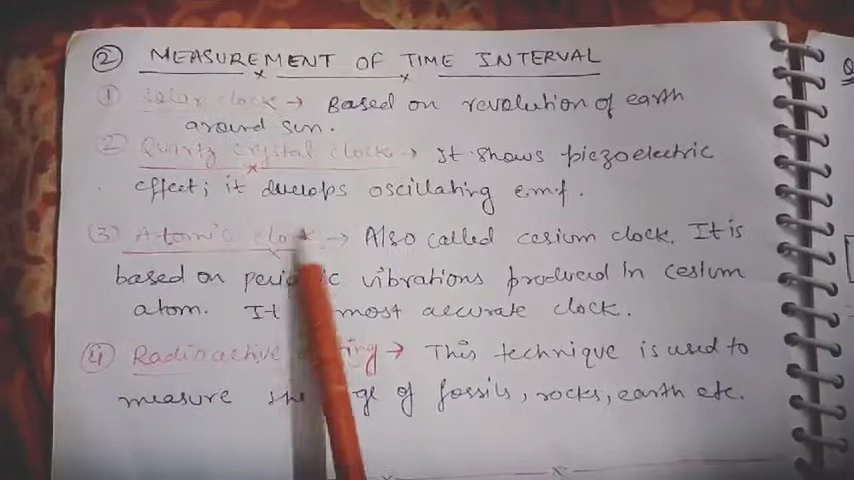 ② MEASUREMENT OF TIME INTERVAL
① Solar clock → Based on revolution of earth
around sun.
② Quartz crystal clock → It shows piezoelectric
effect; it develops oscillating emf.
(3) Atomic clock → Also called cesium clock. It is
based on vibrations produced in cesium
atom. It most accurate clock.
④ Radioactive → This technique is used to
measure of fossils, rocks, earth etc.